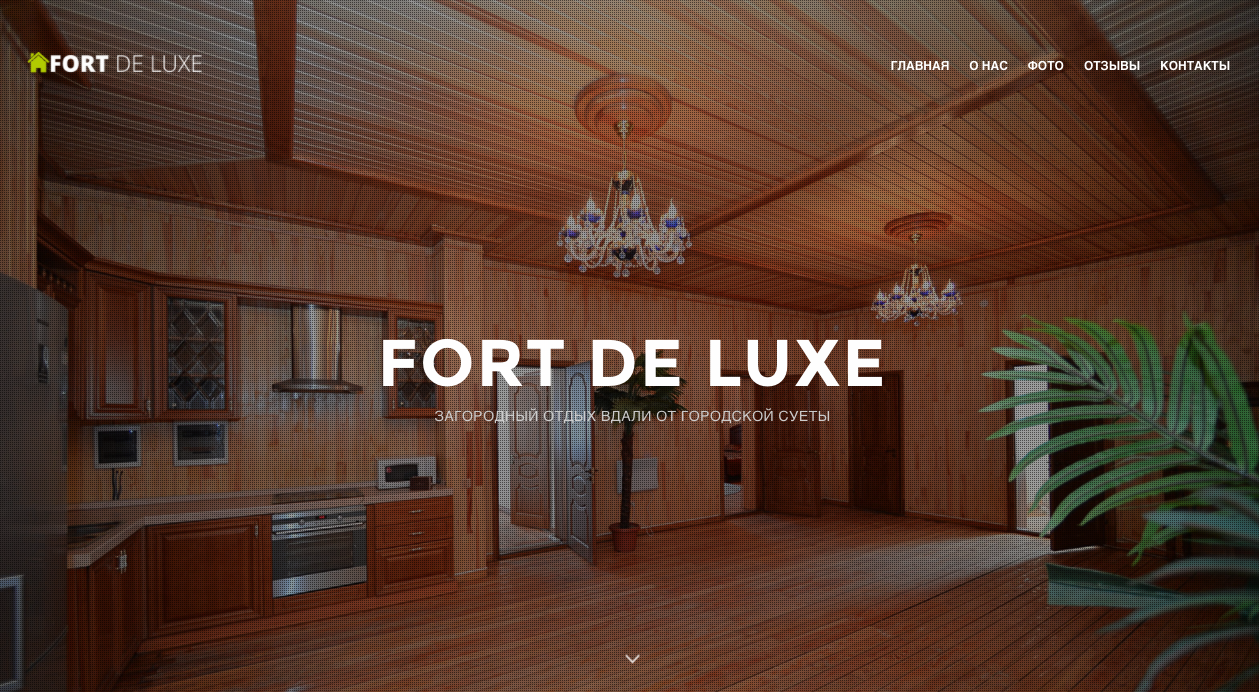 FORT DE LUXE
ГЛАВНАЯ О НАС ФОТО ОТЗЫВЫ КОНТАКТЫ
FORT DE LUXE
ЗАГОРОДНЫЙ ОТДЫХ ВДАЛИ ОТ ГОРОДСКОЙ СУЕТЫ